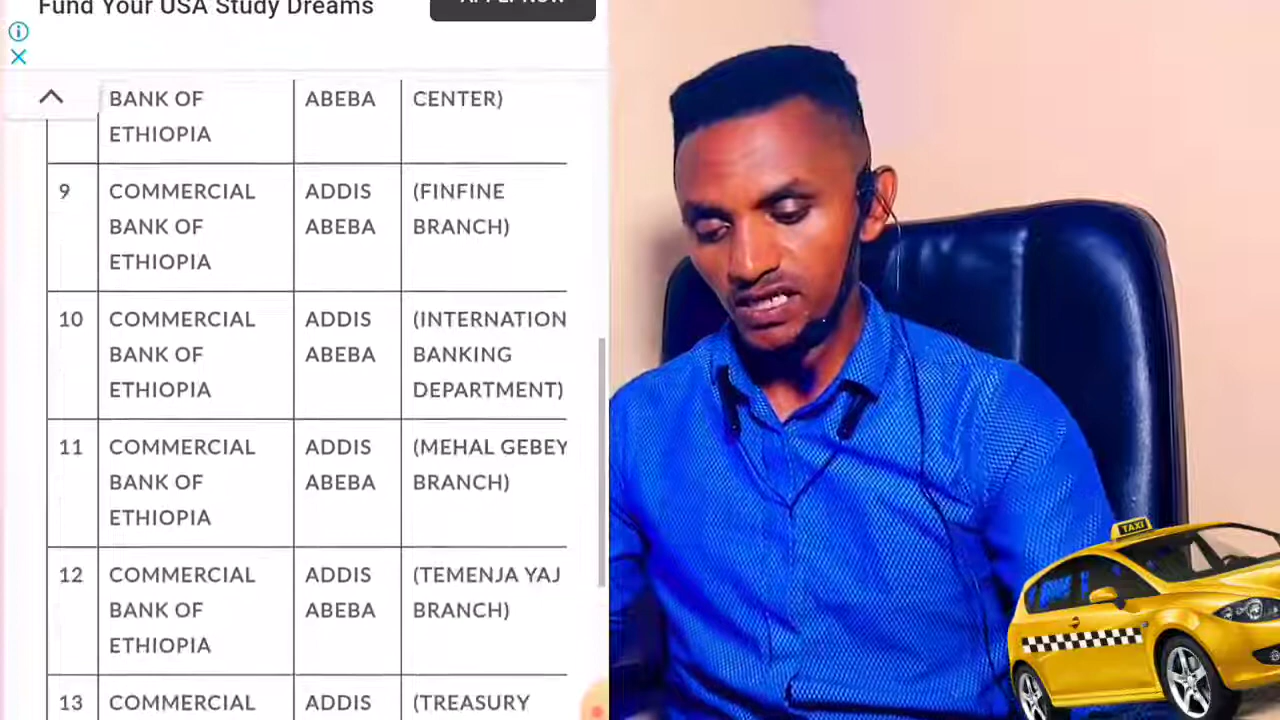 Fund Your USA Study Dreams
BANK OF ETHIOPIA
ABEBA
CENTER)
9
COMMERCIAL BANK OF ETHIOPIA
ADDIS ABEBA
(FINFINE BRANCH)
10
COMMERCIAL BANK OF ETHIOPIA
ADDIS ABEBA
(INTERNATION BANKING DEPARTMENT)
11
COMMERCIAL BANK OF ETHIOPIA
ADDIS ABEBA
(MEHAL GEBEY BRANCH)
12
COMMERCIAL BANK OF ETHIOPIA
ADDIS ABEBA
(TEMENJA YAJ BRANCH)
13
COMMERCIAL
ADDIS
(TREASURY
TAXI